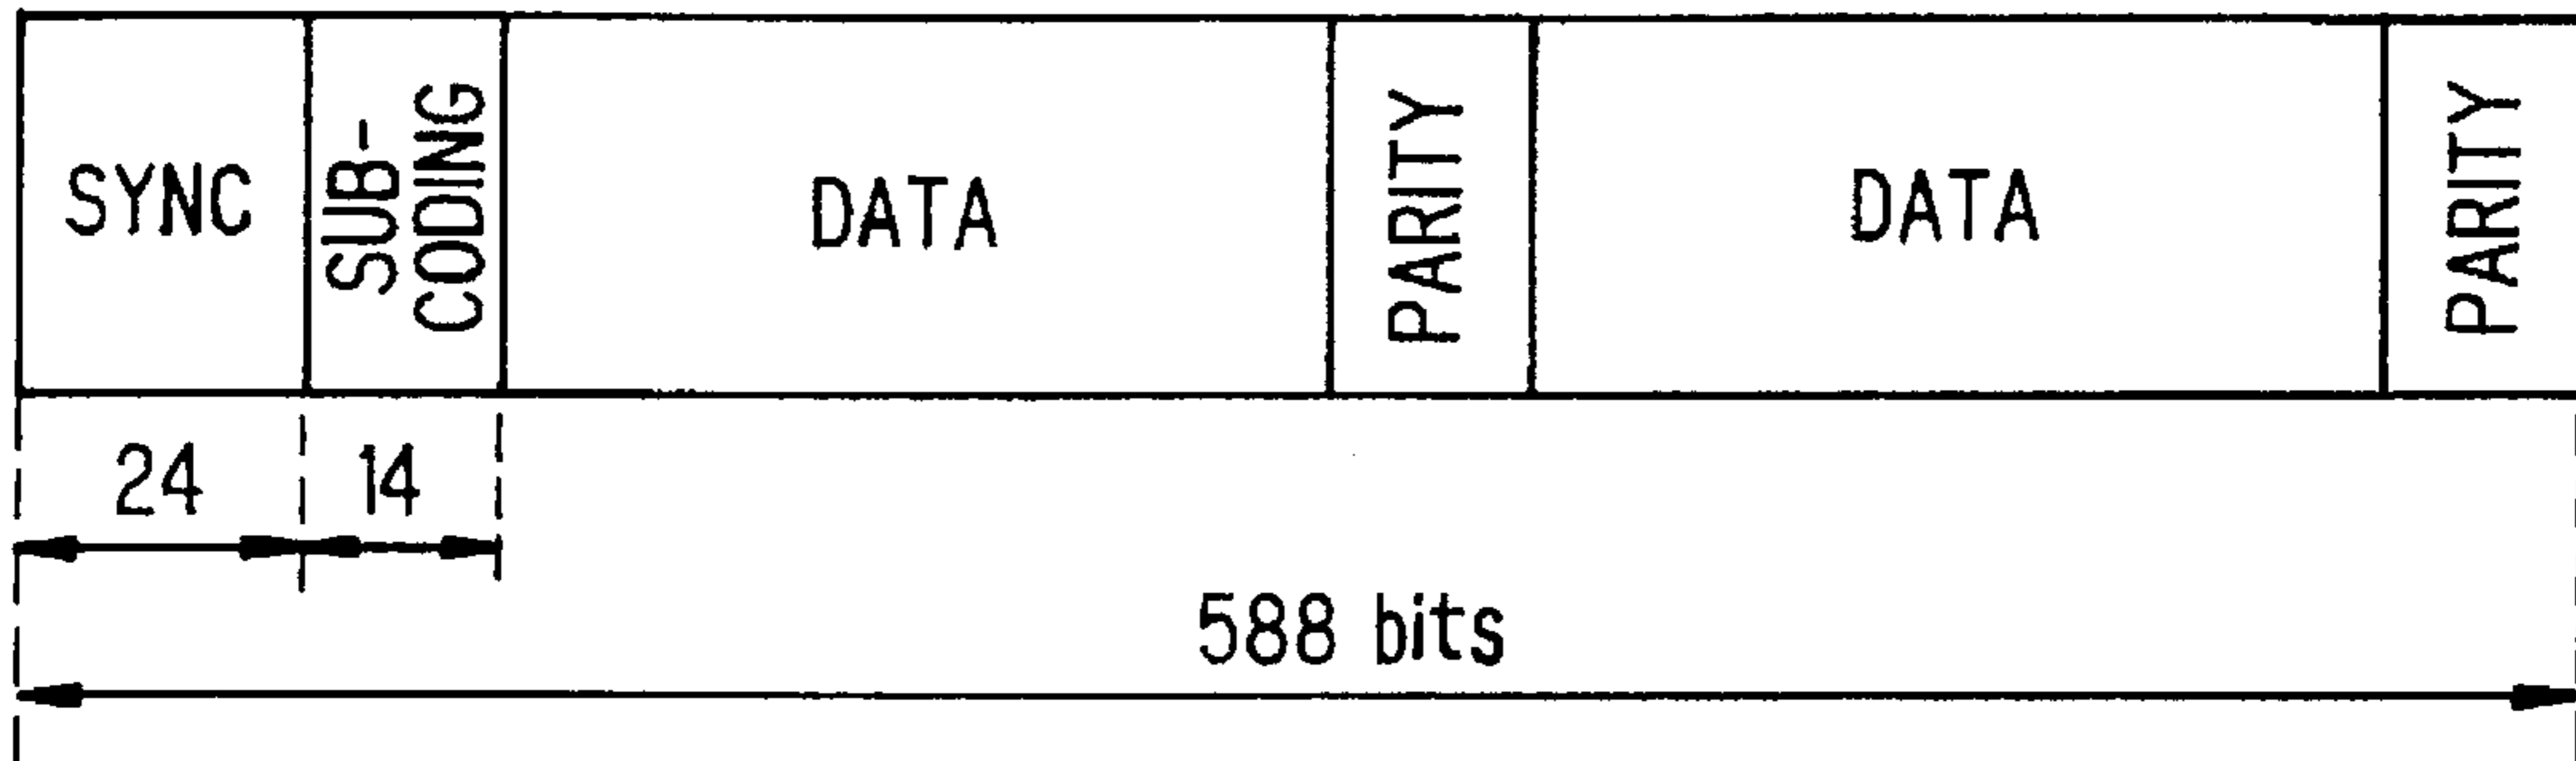 SYNC
SUB-
CODING
DATA
PARITY
DATA
PARITY
24
14
588 bits